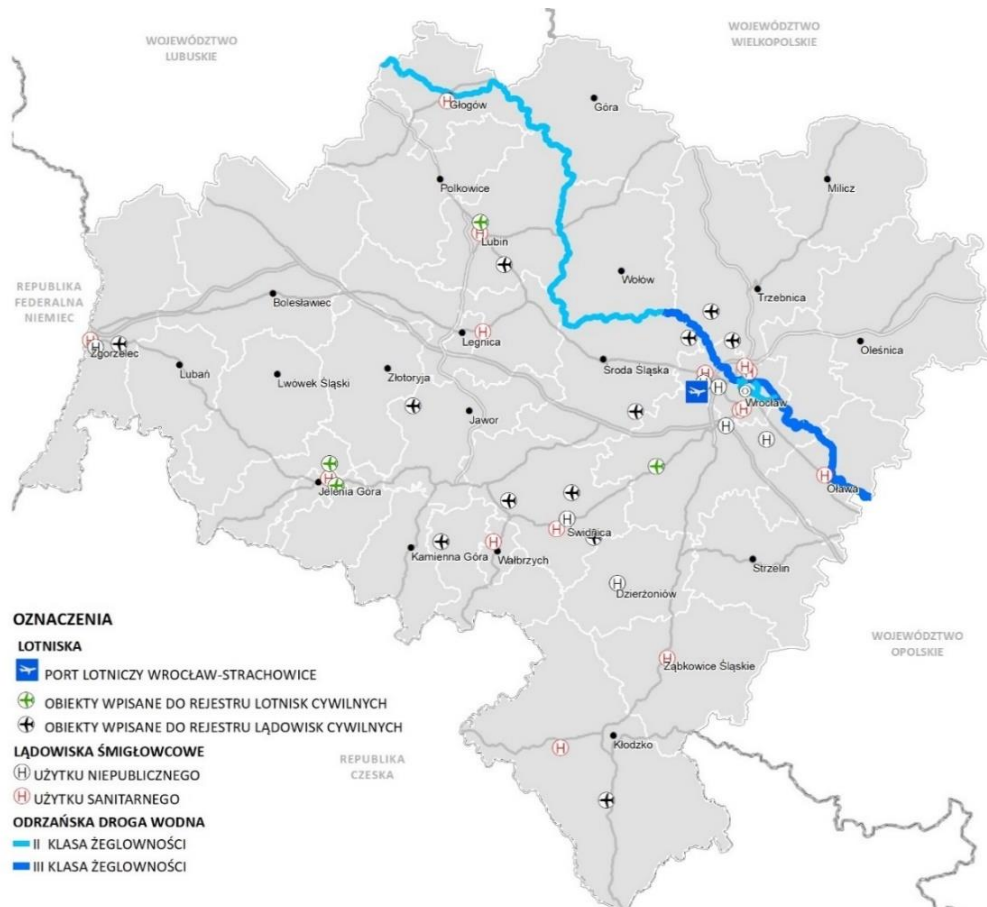 WOJEWÓDZTWO
LUBUSKIE
WOJEWÓDZTWO
WIELKOPOLSKIE
Głogów
Góra
Polkowice
Milicz
Lubin
REPUBLIKA
FEDERALNA
NIEMIEC
Wołów
Trzebnica
Bolesławiec
Legnica
Oleśnica
Zgorzelec
Lubań
Środa Śląska
Lwówek Śląski
Złotoryja
Wrocław
Jawor
Jelenia Góra
Oława
Świdnica
Kamienna Góra
Wałbrzych
Strzelin
Dzierżoniów
WOJEWÓDZTWO
OPOLSKIE
Ząbkowice Śląskie
Kłodzko
REPUBLIKA
CZESKA
OZNACZENIA
LOTNISKA
PORT LOTNICZY WROCŁAW-STRACHOWICE
OBIEKTY WPISANE DO REJESTRU LOTNISK CYWILNYCH
OBIEKTY WPISANE DO REJESTRU LĄDOWISK CYWILNYCH
LĄDOWISKA ŚMIGŁOWCOWE
H UŻYTKU NIEPUBLICZNEGO
H UŻYTKU SANITARNEGO
ODRZAŃSKA DROGA WODNA
II KLASA ŻEGLOWNOŚCI
III KLASA ŻEGLOWNOŚCI